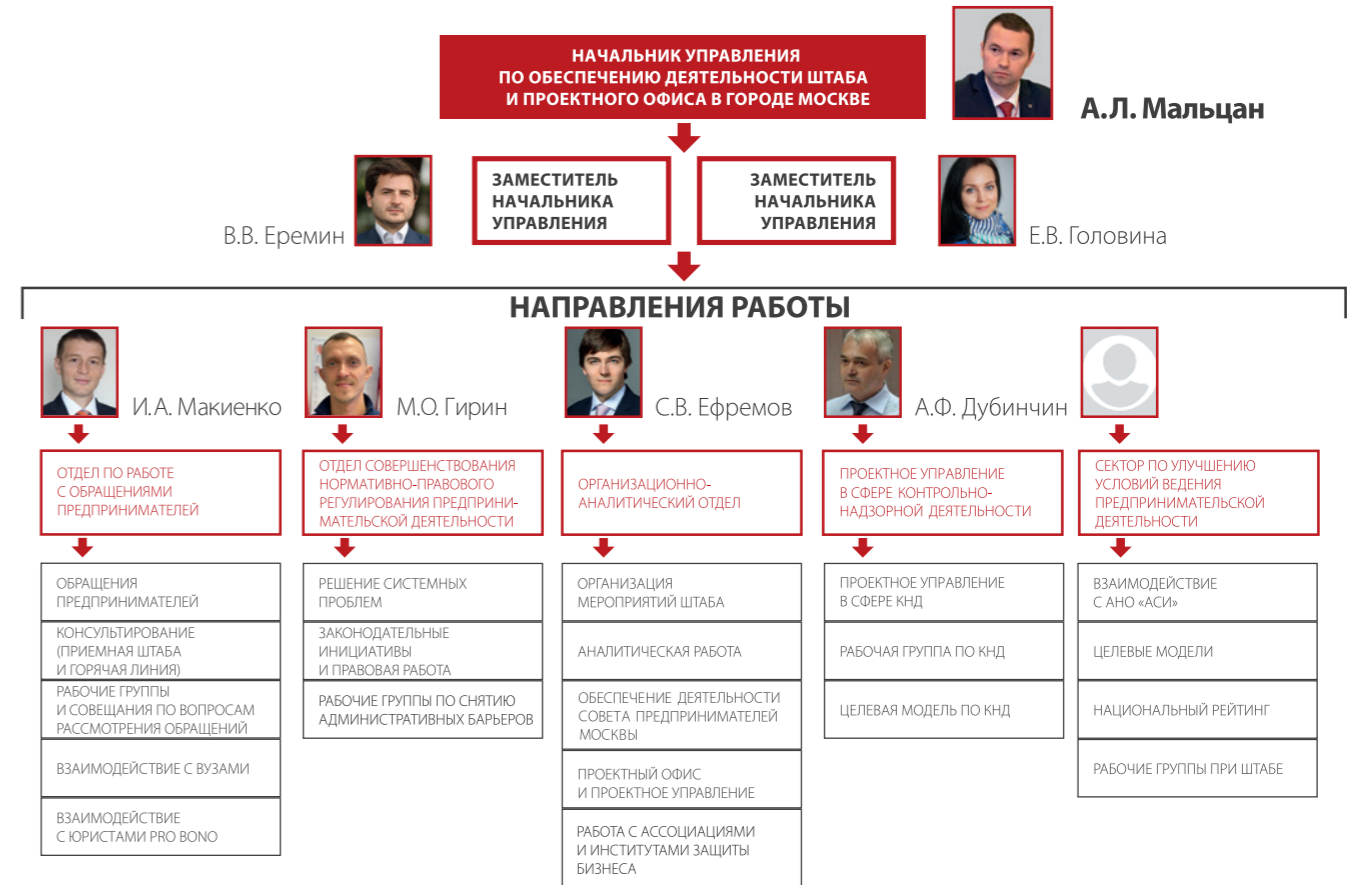 НАЧАЛЬНИК УПРАВЛЕНИЯ
ПО ОБЕСПЕЧЕНИЮ ДЕЯТЕЛЬНОСТИ ШТАБА
И ПРОЕКТНОГО ОФИСА В ГОРОДЕ МОСКВЕ
А.Л. Мальцан
В.В. Еремин
ЗАМЕСТИТЕЛЬ
НАЧАЛЬНИКА
УПРАВЛЕНИЯ
ЗАМЕСТИТЕЛЬ
НАЧАЛЬНИКА
УПРАВЛЕНИЯ
Е.В. Головина
НАПРАВЛЕНИЯ РАБОТЫ
И.А. Макиенко
ОТДЕЛ ПО РАБОТЕ
С ОБРАЩЕНИЯМИ
ПРЕДПРИНИМАТЕЛЕЙ
ОБРАЩЕНИЯ
ПРЕДПРИНИМАТЕЛЕЙ
КОНСУЛЬТИРОВАНИЕ
(ПРИЕМНАЯ ШТАБА
И ГОРЯЧАЯ ЛИНИЯ)
РАБОЧИЕ ГРУППЫ
И СОВЕЩАНИЯ ПО ВОПРОСАМ
РАССМОТРЕНИЯ ОБРАЩЕНИЙ
ВЗАИМОДЕЙСТВИЕ С ВУЗАМИ
ВЗАИМОДЕЙСТВИЕ
С ЮРИСТАМИ PRO BONO
М.О. Гирин
ОТДЕЛ СОВЕРШЕНСТВОВАНИЯ
НОРМАТИВНО-ПРАВОВОГО
РЕГУЛИРОВАНИЯ ПРЕДПРИНИ-
МАТЕЛЬСКОЙ ДЕЯТЕЛЬНОСТИ
РЕШЕНИЕ СИСТЕМНЫХ
ПРОБЛЕМ
ЗАКОНОДАТЕЛЬНЫЕ
ИНИЦИАТИВЫ
И ПРАВОВАЯ РАБОТА
РАБОЧИЕ ГРУППЫ ПО СНЯТИЮ
АДМИНИСТРАТИВНЫХ БАРЬЕРОВ
С.В. Ефремов
ОРГАНИЗАЦИОННО-
АНАЛИТИЧЕСКИЙ ОТДЕЛ
ОРГАНИЗАЦИЯ
МЕРОПРИЯТИЙ ШТАБА
АНАЛИТИЧЕСКАЯ РАБОТА
ОБЕСПЕЧЕНИЕ ДЕЯТЕЛЬНОСТИ
СОВЕТА ПРЕДПРИНИМАТЕЛЕЙ
МОСКВЫ
ПРОЕКТНЫЙ ОФИС
И ПРОЕКТНОЕ УПРАВЛЕНИЕ
РАБОТА С АССОЦИАЦИЯМИ
И ИНСТИТУТАМИ ЗАЩИТЫ
БИЗНЕСА
А.Ф. Дубинчин
ПРОЕКТНОЕ УПРАВЛЕНИЕ
В СФЕРЕ КОНТРОЛЬНО-
НАДЗОРНОЙ ДЕЯТЕЛЬНОСТИ
ПРОЕКТНОЕ УПРАВЛЕНИЕ
В СФЕРЕ КНД
РАБОЧАЯ ГРУППА ПО КНД
ЦЕЛЕВАЯ МОДЕЛЬ ПО КНД
СЕКТОР ПО УЛУЧШЕНИЮ
УСЛОВИЙ ВЕДЕНИЯ
ПРЕДПРИНИМАТЕЛЬСКОЙ
ДЕЯТЕЛЬНОСТИ
ВЗАИМОДЕЙСТВИЕ
С АНО «АСИ»
ЦЕЛЕВЫЕ МОДЕЛИ
НАЦИОНАЛЬНЫЙ РЕЙТИНГ
РАБОЧИЕ ГРУППЫ ПРИ ШТАБЕ